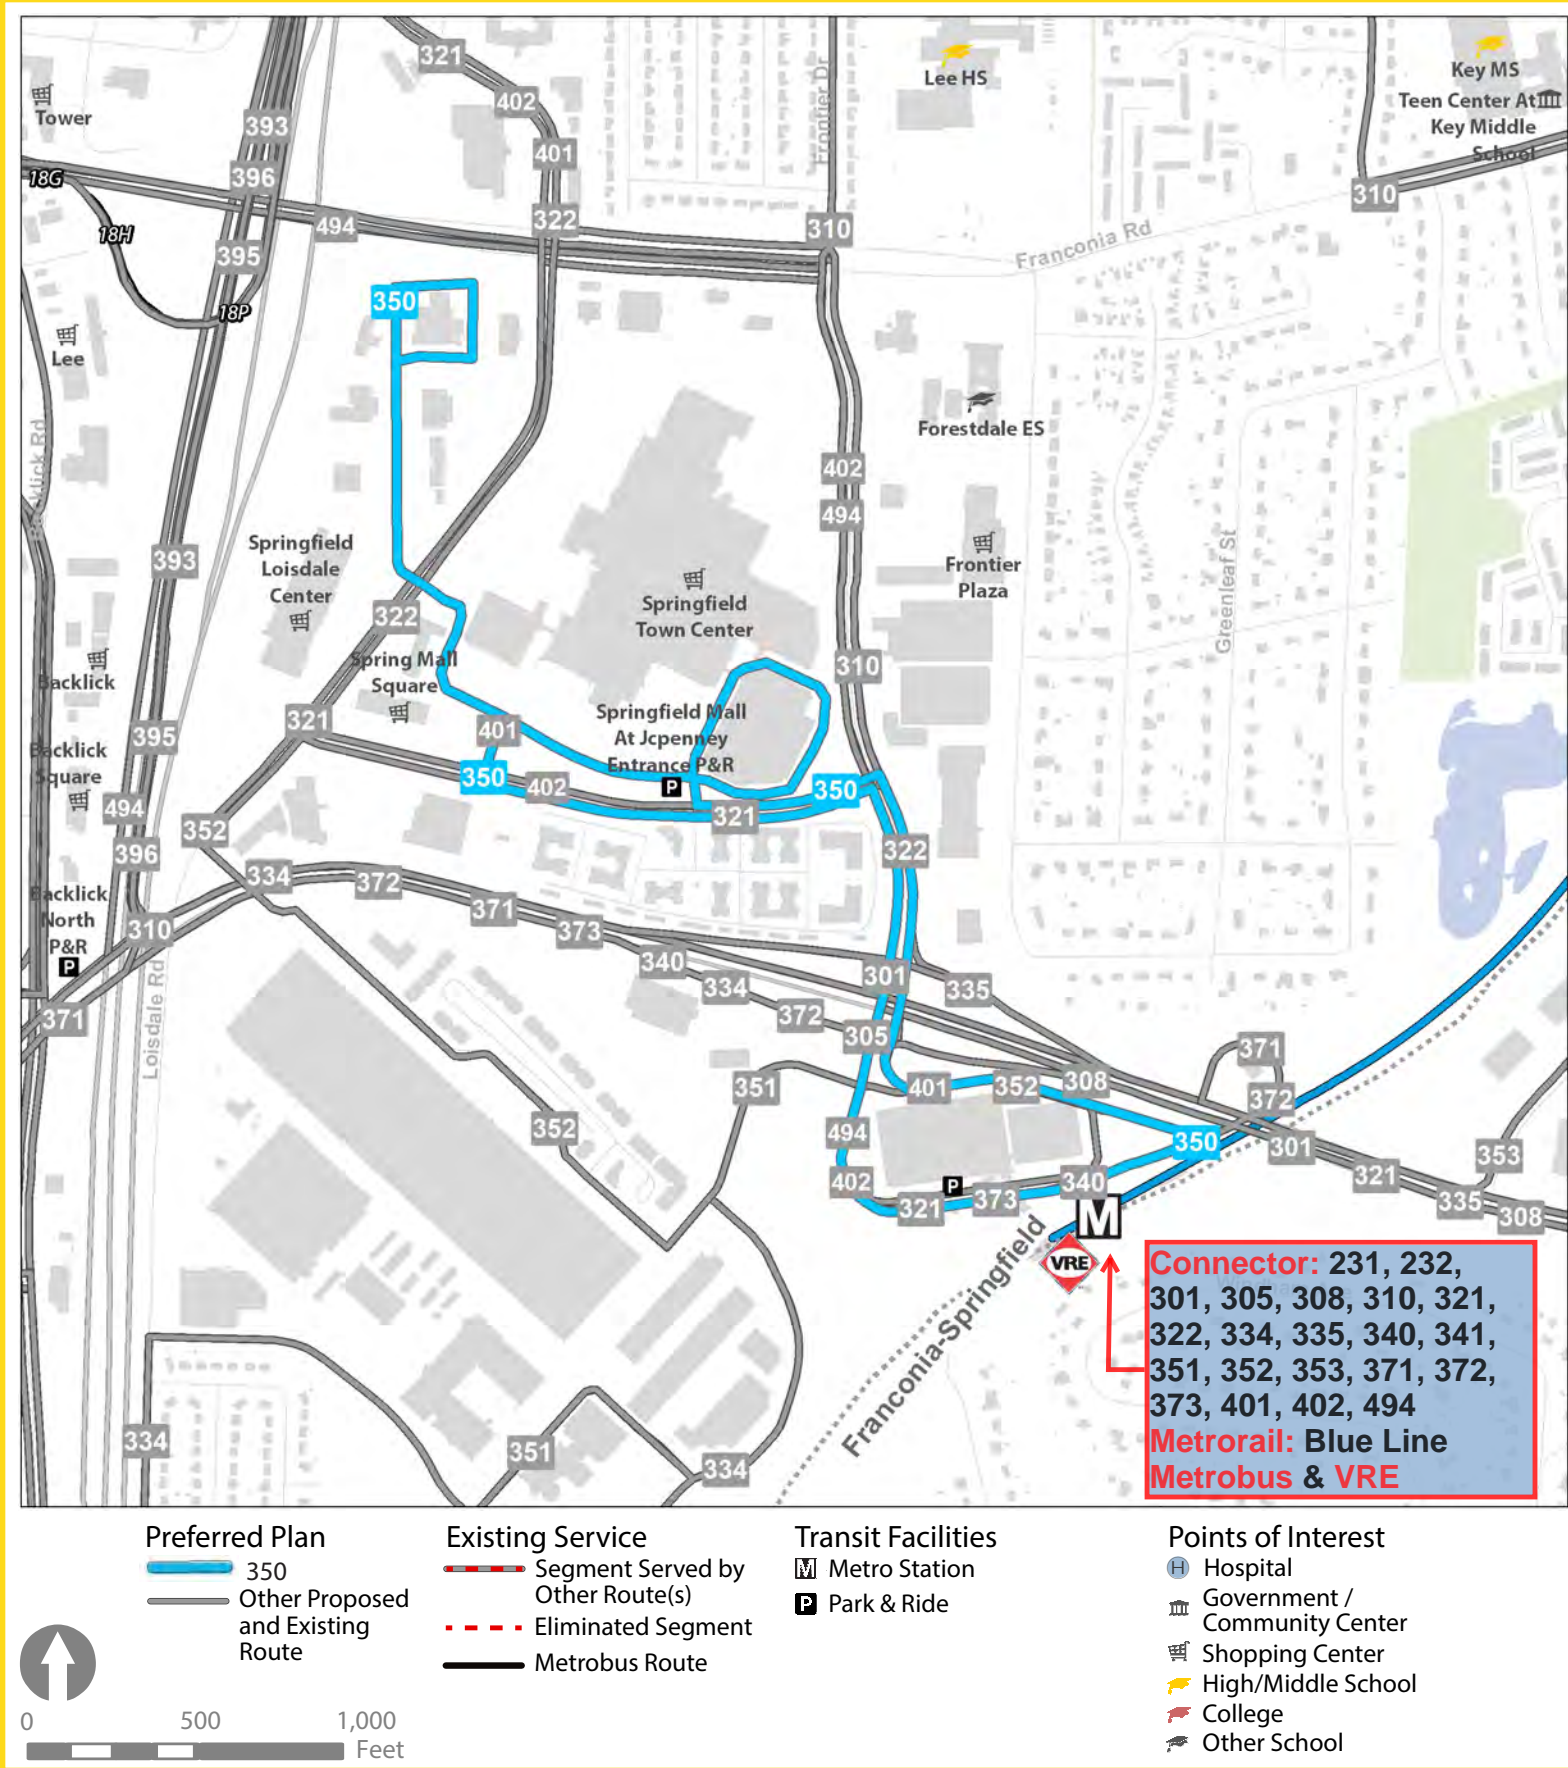 321
402
Frontier Dr
Lee HS
Key MS
Teen Center At
Key Middle
School
Tower
393
401
396
18G
310
322
310
494
18H
395
Franconia Rd
350
18P
Lee
Forestdale ES
402
494
Springfield
Loisdale
Center
393
Frontier
Plaza
Greenleaf St
Springfield
Town Center
322
Spring Mall
Square
310
Backlick
321
401
395
Springfield Mall
At Jcpenney
Entrance P&R
P
Backlick
Square
350
402
350
321
494
352
322
396
334
372
Backlick
North
P&R
P
371
310
373
340
301
334
335
371
372
305
Loisdale Rd
371
351
401
352
308
372
352
494
350
301
353
402
P
340
321
321
373
335
308
M
VRE
Franconia-Springfield
Connector: 231, 232,
301, 305, 308, 310, 321,
322, 334, 335, 340, 341,
351, 352, 353, 371, 372,
373, 401, 402, 494
Metrorail: Blue Line
Metrobus & VRE
334
351
334
Preferred Plan
350
Other Proposed
and Existing
Route
Existing Service
Segment Served by
Other Route(s)
Eliminated Segment
Metrobus Route
Transit Facilities
M Metro Station
P Park & Ride
Points of Interest
H Hospital
Government /
Community Center
Shopping Center
High/Middle School
College
Other School
0 500 1,000
Feet